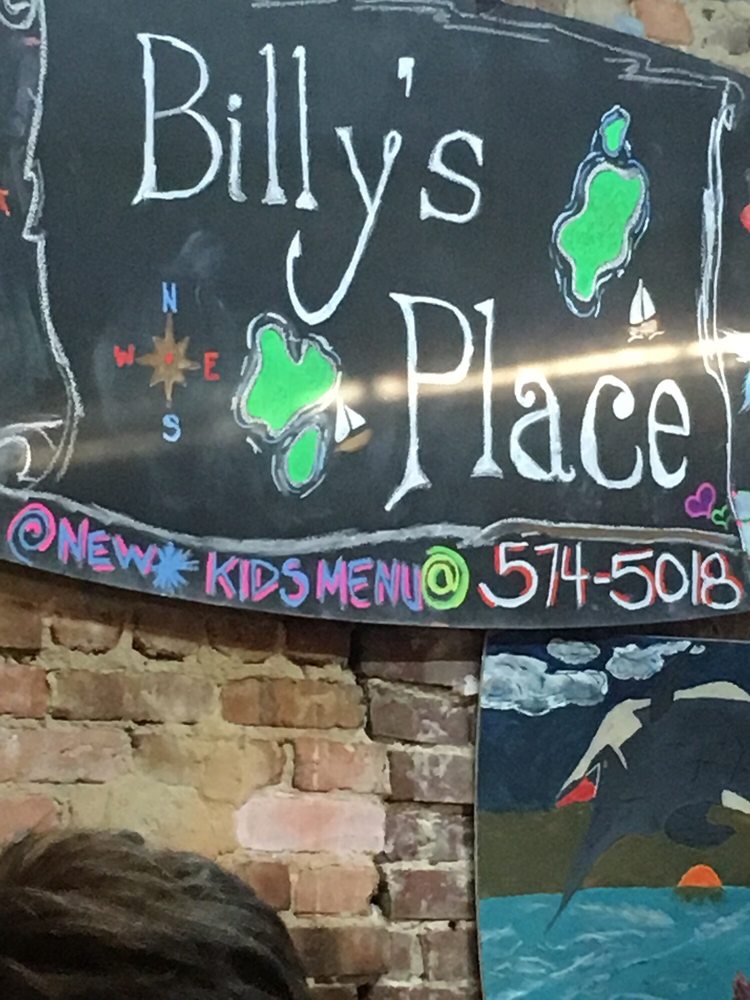 Billy's
Place
N
W E
S
@NEW* KIDS MENU@ 574-5018